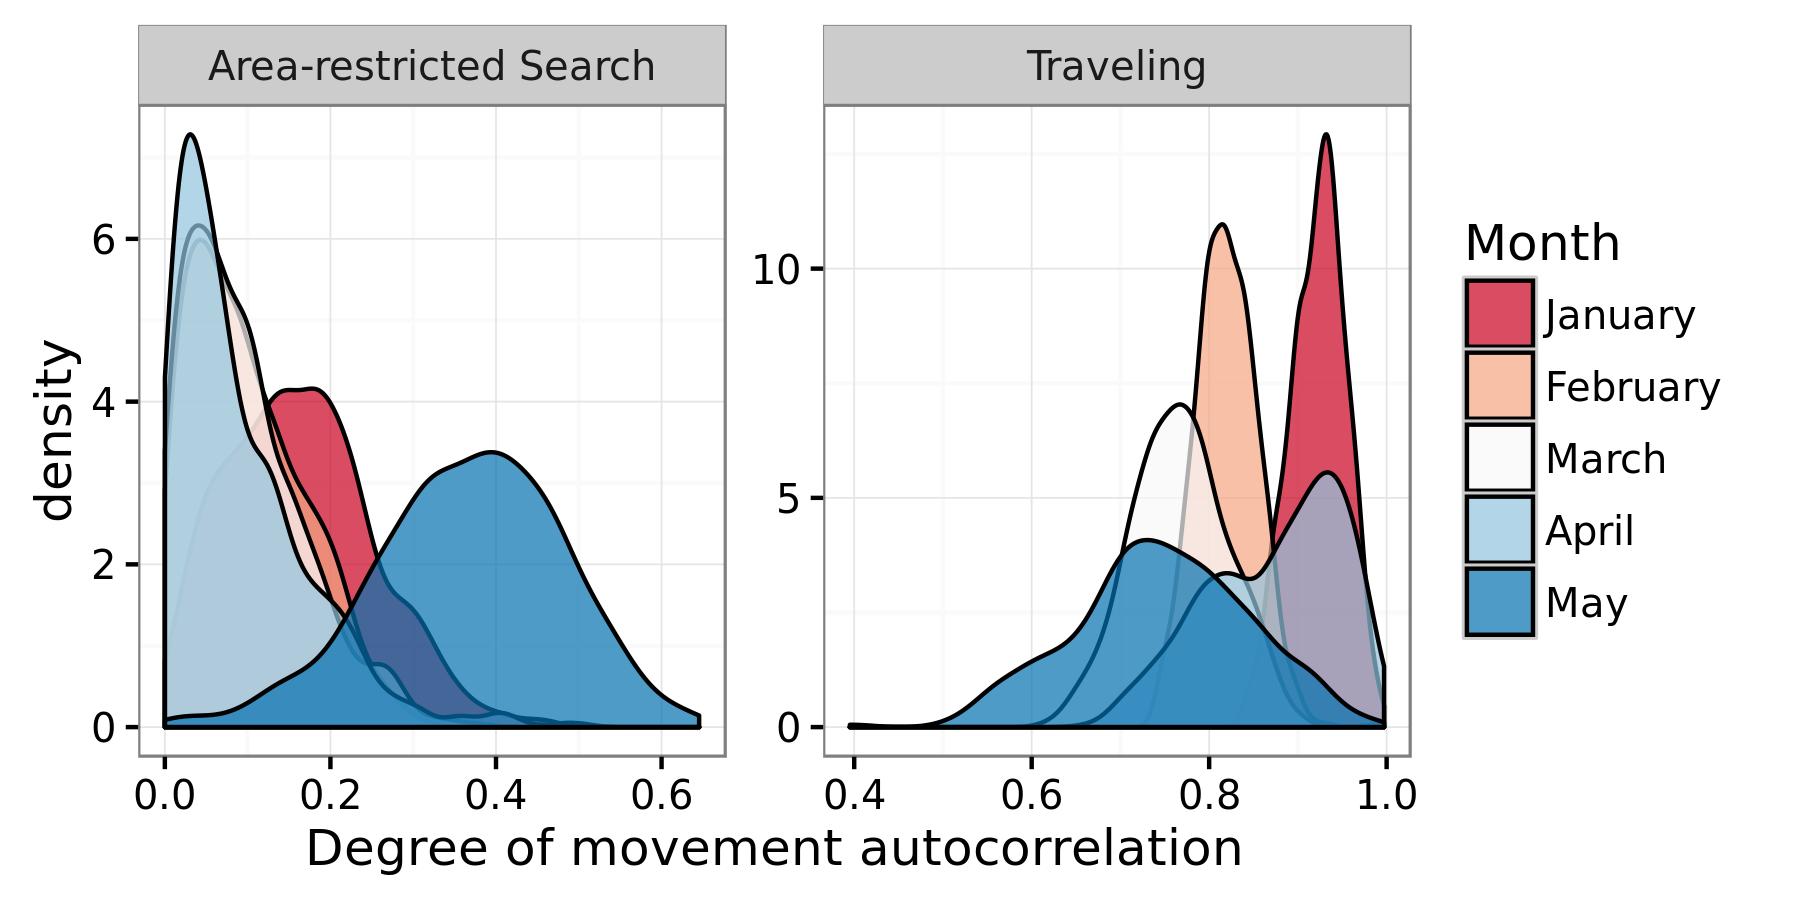 Area-restricted Search
Traveling
density
6
4
2
0
10
5
0
0.0 0.2 0.4 0.6
0.4 0.6 0.8 1.0
Degree of movement autocorrelation
Month
January
February
March
April
May